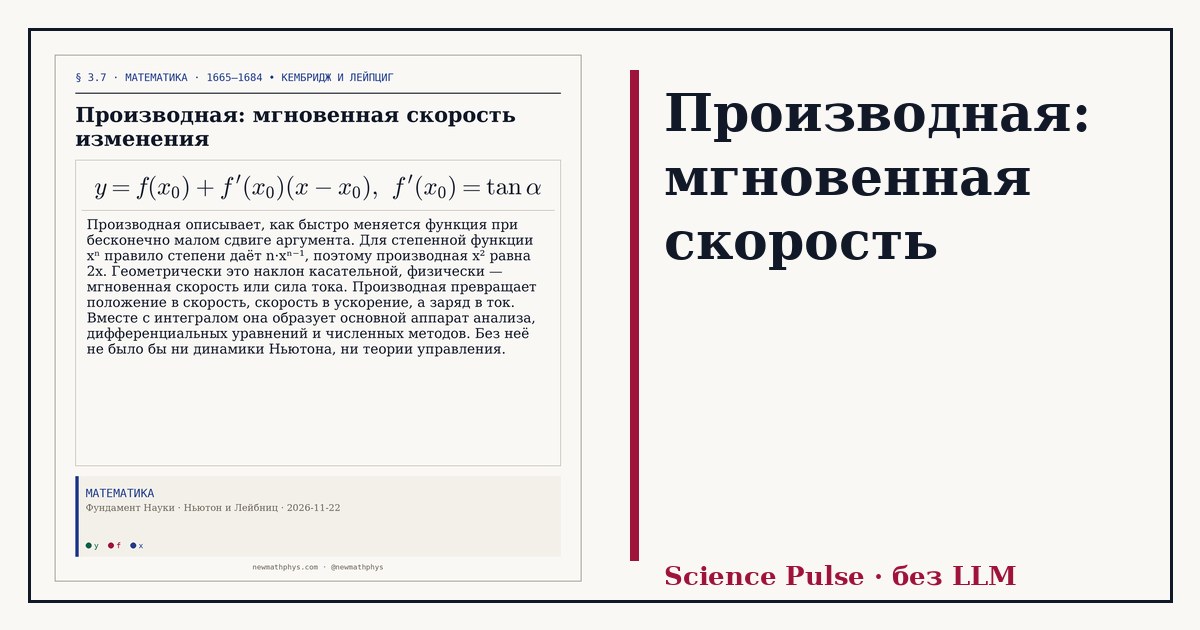 § 3.7 · МАТЕМАТИКА · 1665—1684 • КЕМБРИДЖ И ЛЕЙПЦИГ
Производная: мгновенная скорость
изменения
y = f(x₀) + f′(x₀)(x − x₀), f′(x₀) = tan α
Производная описывает, как быстро меняется функция при
бесконечно малом сдвиге аргумента. Для степенной функции
xⁿ правило степени даёт n·xⁿ⁻¹, поэтому производная x² равна
2x. Геометрически это наклон касательной, физически —
мгновенная скорость или сила тока. Производная превращает
положение в скорость, скорость в ускорение, а заряд в ток.
Вместе с интегралом она образует основной аппарат анализа,
дифференциальных уравнений и численных методов. Без неё
не было бы ни динамики Ньютона, ни теории управления.
МАТЕМАТИКА
Фундамент Науки · Ньютон и Лейбниц · 2026-11-22
y f x
newmathphys.com · @newmathphys
Производная:
мгновенная
скорость
Science Pulse · без LLM